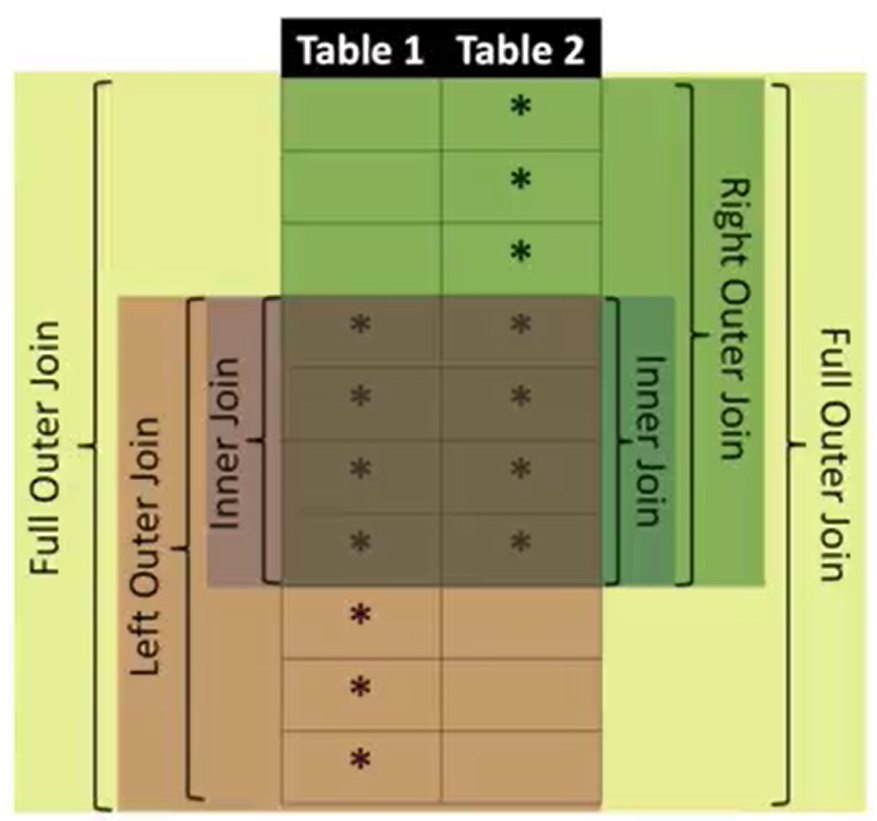 Table 1 Table 2
*
*
*
* *
* *
* *
* *
*
*
*
Full Outer Join
Left Outer Join
Inner Join
Inner Join
Right Outer Join
Full Outer Join